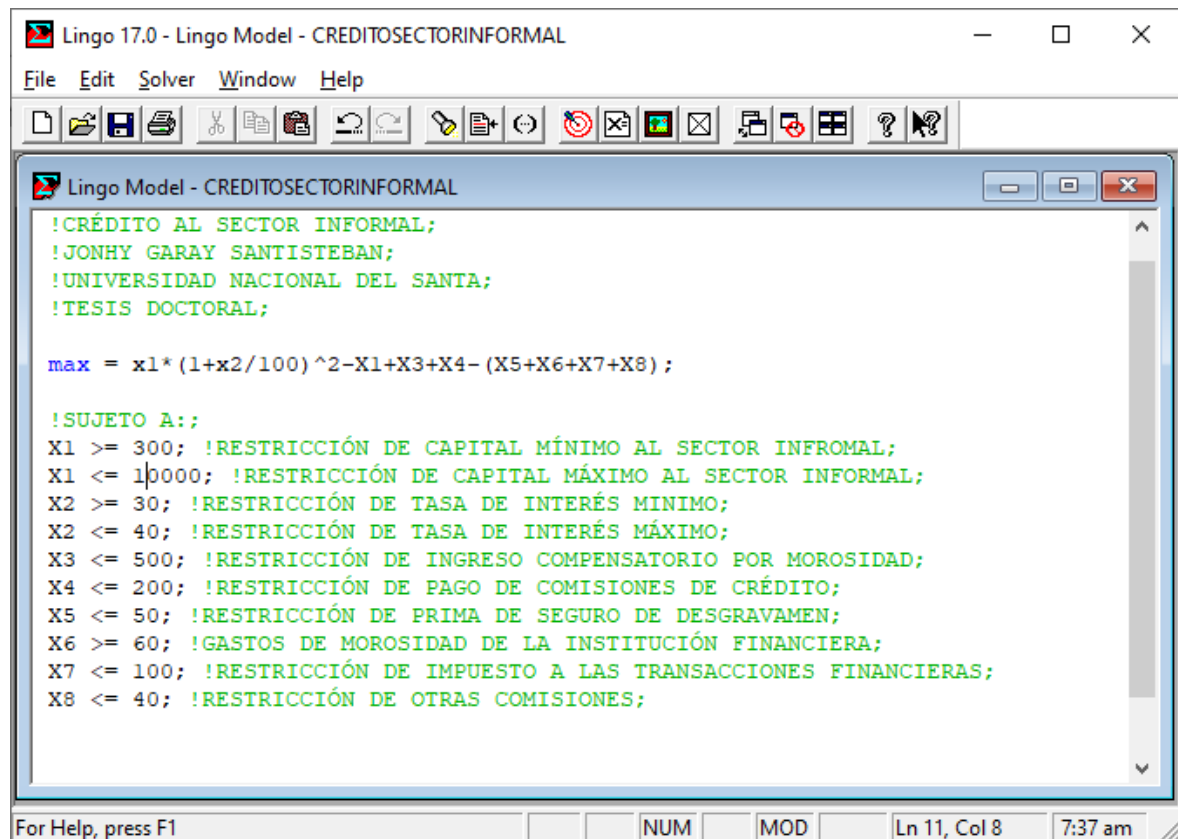 Lingo 17.0 - Lingo Model - CREDITOSECTORINFORMAL
File Edit Solver Window Help
Lingo Model - CREDITOSECTORINFORMAL
!CRÉDITO AL SECTOR INFORMAL;
!JONHY GARAY SANTISTEBAN;
!UNIVERSIDAD NACIONAL DEL SANTA;
!TESIS DOCTORAL;
max = x1*(1+x2/100)^2-X1+X3+X4-(X5+X6+X7+X8);
!SUJETO A:;
X1 >= 300; !RESTRICCIÓN DE CAPITAL MÍNIMO AL SECTOR INFROMAL;
X1 <= 10000; !RESTRICCIÓN DE CAPITAL MÁXIMO AL SECTOR INFORMAL;
X2 >= 30; !RESTRICCIÓN DE TASA DE INTERÉS MINIMO;
X2 <= 40; !RESTRICCIÓN DE TASA DE INTERÉS MÁXIMO;
X3 <= 500; !RESTRICCIÓN DE INGRESO COMPENSATORIO POR MOROSIDAD;
X4 <= 200; !RESTRICCIÓN DE PAGO DE COMISIONES DE CRÉDITO;
X5 <= 50; !RESTRICCIÓN DE PRIMA DE SEGURO DE DESGRAVAMEN;
X6 >= 60; !GASTOS DE MOROSIDAD DE LA INSTITUCIÓN FINANCIERA;
X7 <= 100; !RESTRICCIÓN DE IMPUESTO A LAS TRANSACCIONES FINANCIERAS;
X8 <= 40; !RESTRICCIÓN DE OTRAS COMISIONES;
For Help, press F1 NUM MOD Ln 11, Col 8 7:37 am